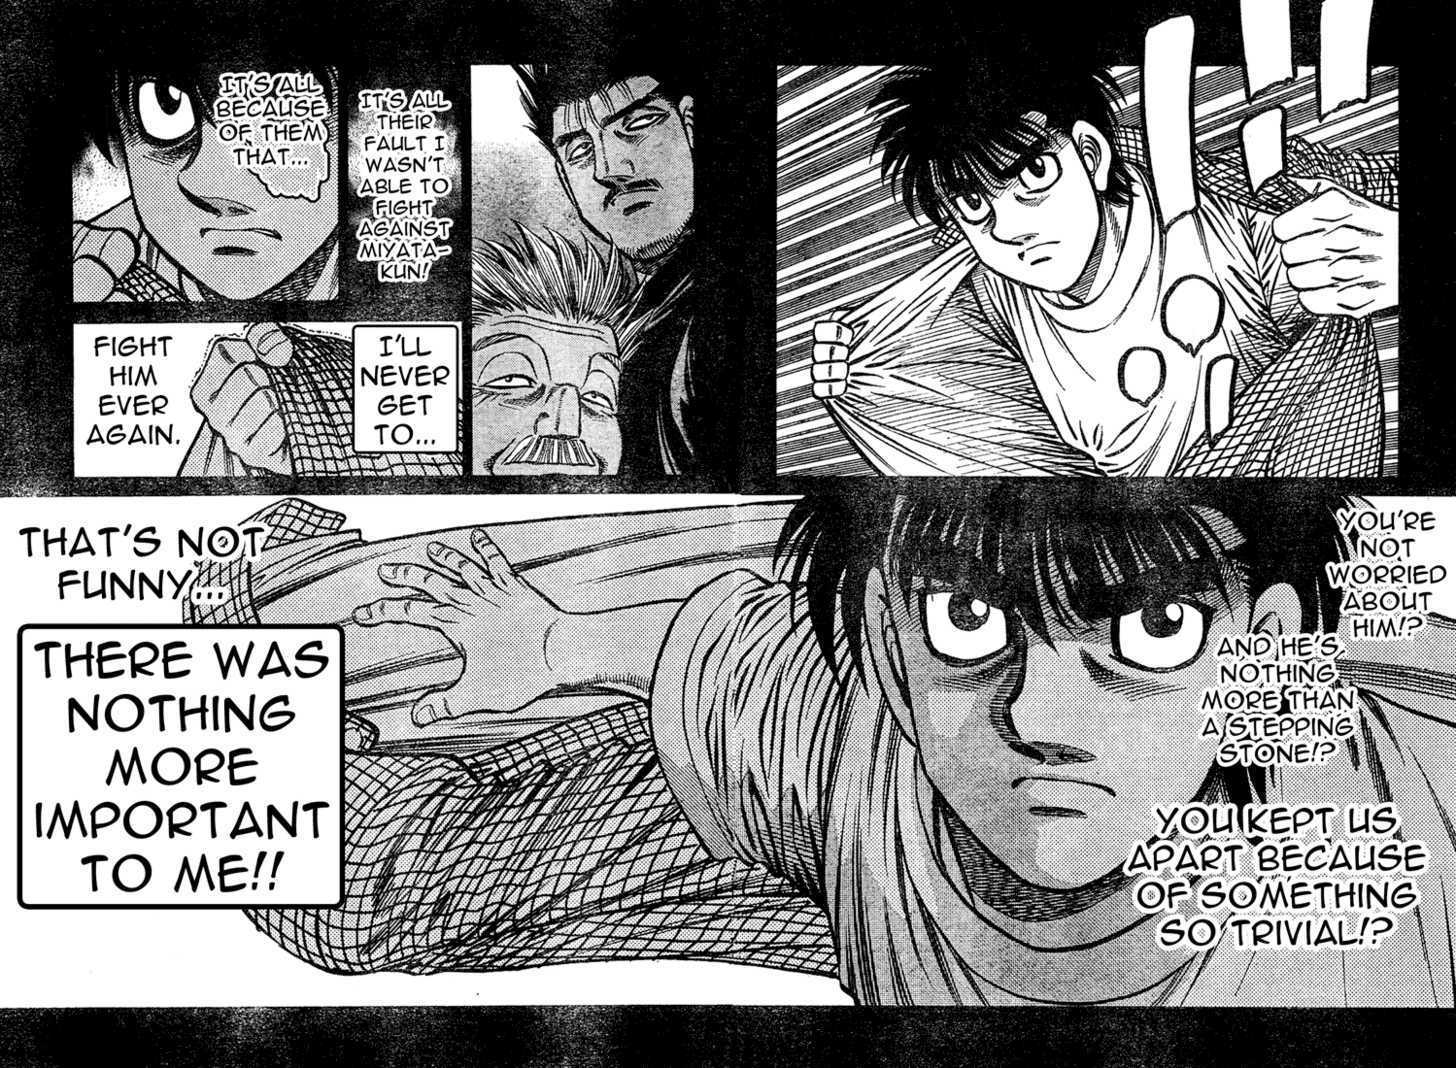 IT'S ALL
THEIR
FAULT I
WASN'T
ABLE TO
FIGHT
AGAINST
MIYATA-
KUN!
IT'S ALL
BECAUSE
OF THEM
THAT...
I'LL
NEVER
GET
TO...
FIGHT
HIM
EVER
AGAIN.
YOU'RE
NOT
WORRIED
ABOUT
HIM!?
AND HE'S
NOTHING
MORE THAN
A STEPPING
STONE!?
YOU KEPT US
APART BECAUSE
OF SOMETHING
SO TRIVIAL!?
THAT'S NOT
FUNNY...
THERE WAS
NOTHING
MORE
IMPORTANT
TO ME!!